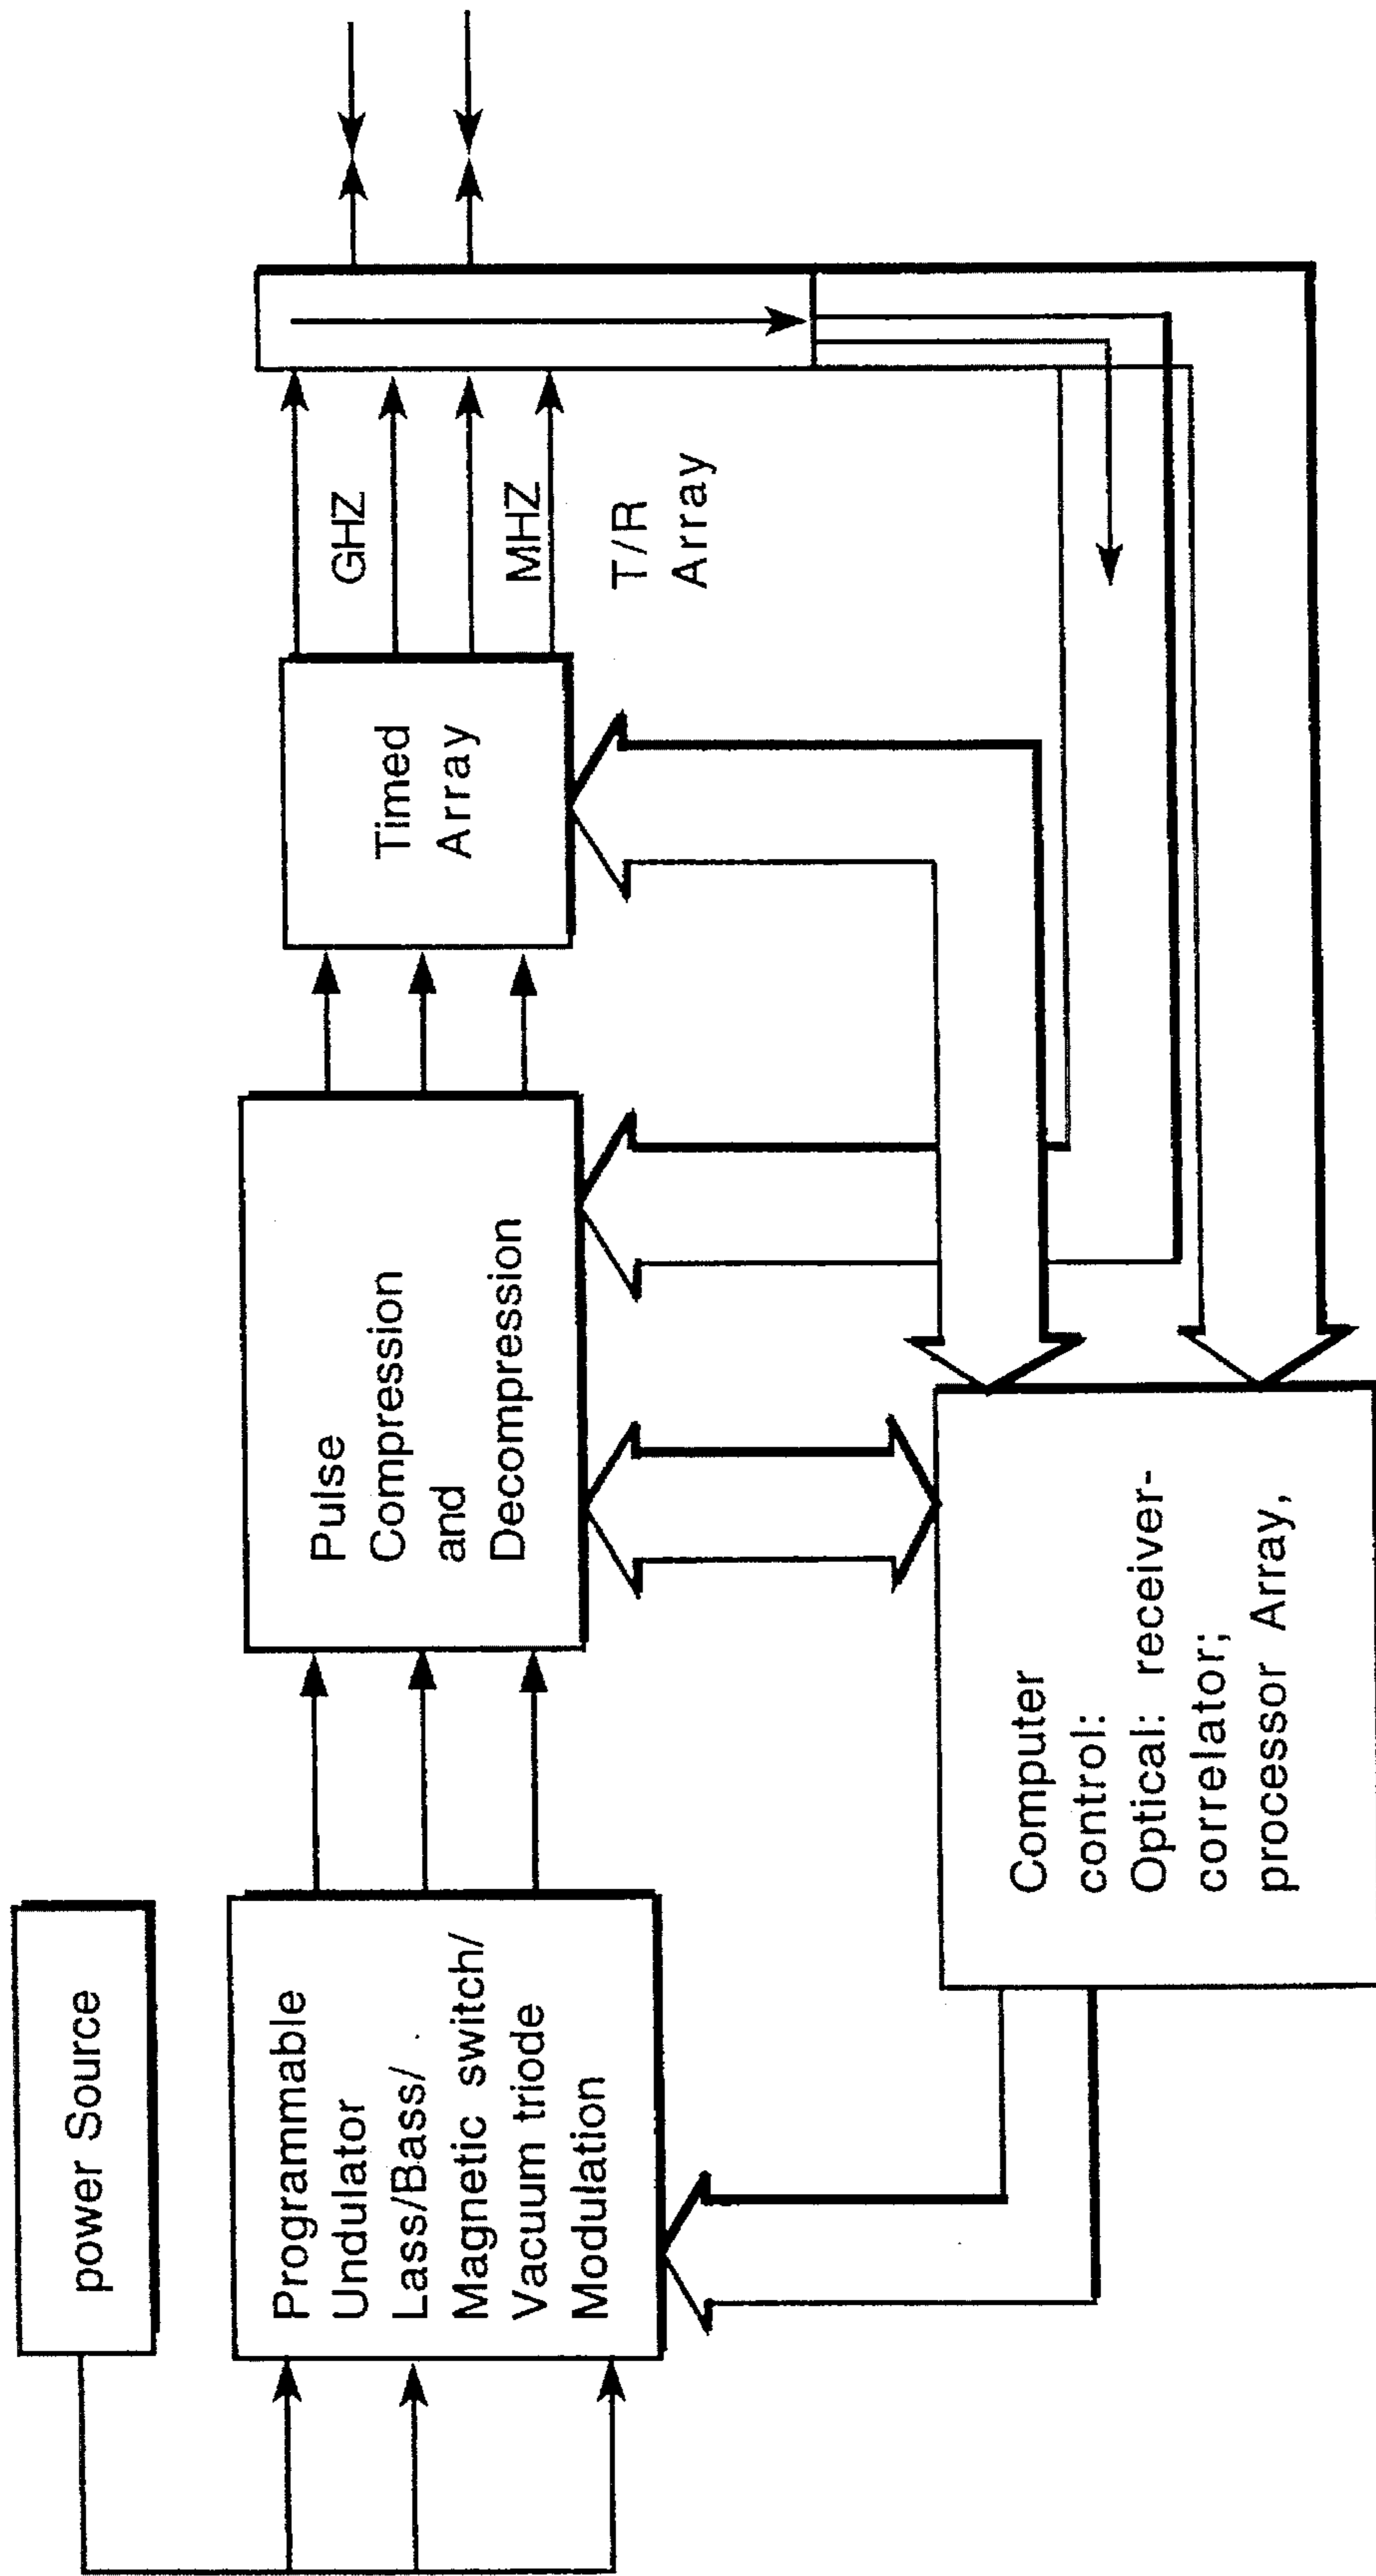 power Source
Programmable
Undulator
Lass/Bass/
Magnetic switch/
Vacuum triode
Modulation
Pulse
Compression
and
Decompression
Timed
Array
GHZ
MHZ
T/R
Array
Computer
control:
Optical: receiver-
correlator;
processor Array,